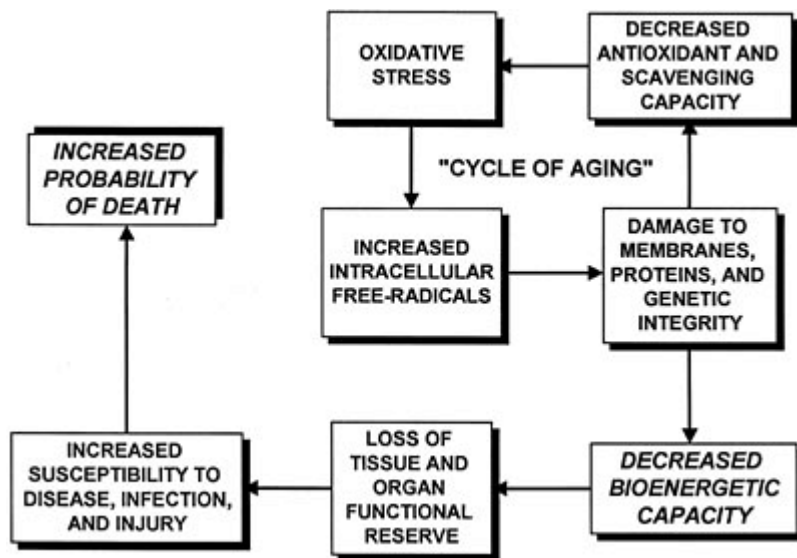 OXIDATIVE
STRESS
DECREASED
ANTIOXIDANT AND
SCAVENGING
CAPACITY
INCREASED
PROBABILITY
OF DEATH
"CYCLE OF AGING"
INCREASED
INTRACELLULAR
FREE-RADICALS
DAMAGE TO
MEMBRANES,
PROTEINS, AND
GENETIC
INTEGRITY
INCREASED
SUSCEPTIBILITY TO
DISEASE, INFECTION,
AND INJURY
LOSS OF
TISSUE AND
ORGAN
FUNCTIONAL
RESERVE
DECREASED
BIOENERGETIC
CAPACITY